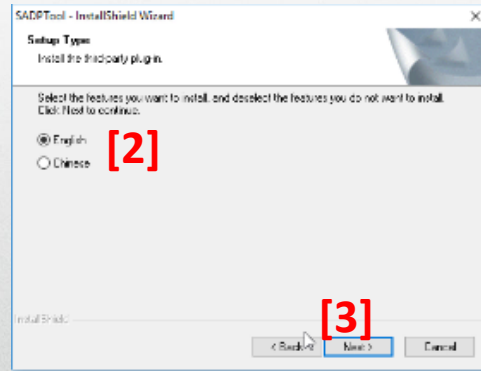 SADPTool - InstallShield Wizard
Setup Type
Install the third-party plug-in.
Select the features you want to install, and deselect the features you do not want to install.
Click Next to continue.
English
[2]
Chinese
[3]
InstallShield
< Back
Next >
Cancel